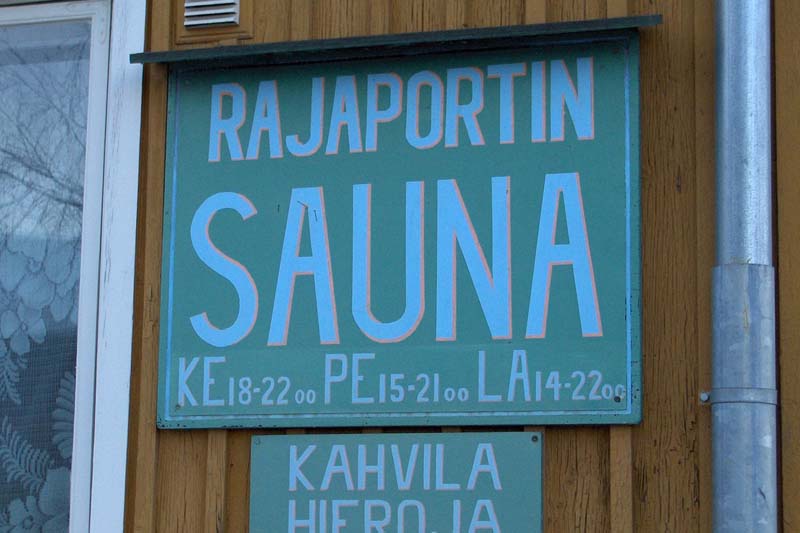 RAJAPORTIN
SAUNA
KE 18-22 00 PE 15-21 00 LA 14-22 00
KAHVILA
HIEROJA